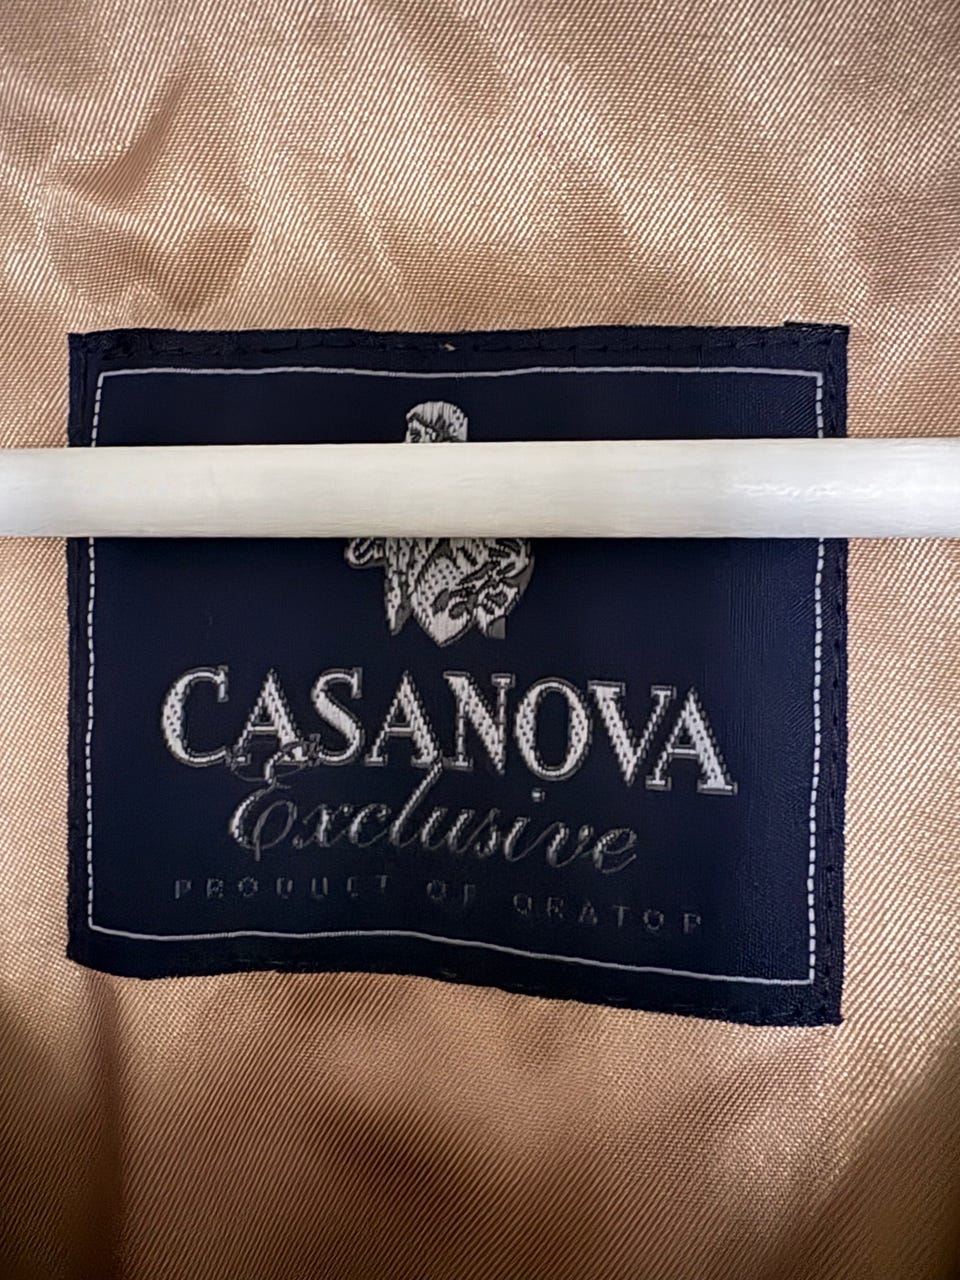 CASANOVA
Exclusive
PRODUCT OF ORATOP